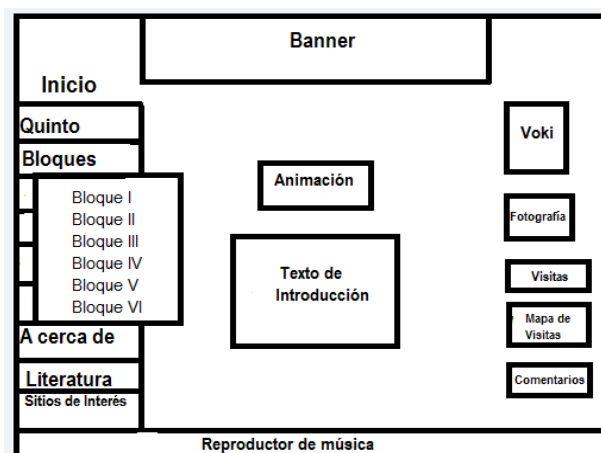 Banner
Inicio
Quinto
Bloques
Bloque I
Bloque II
Bloque III
Bloque IV
Bloque V
Bloque VI
A cerca de
Literatura
Sitios de Interés
Animación
Texto de
Introducción
Voki
Fotografía
Visitas
Mapa de
Visitas
Comentarios
Reproductor de música